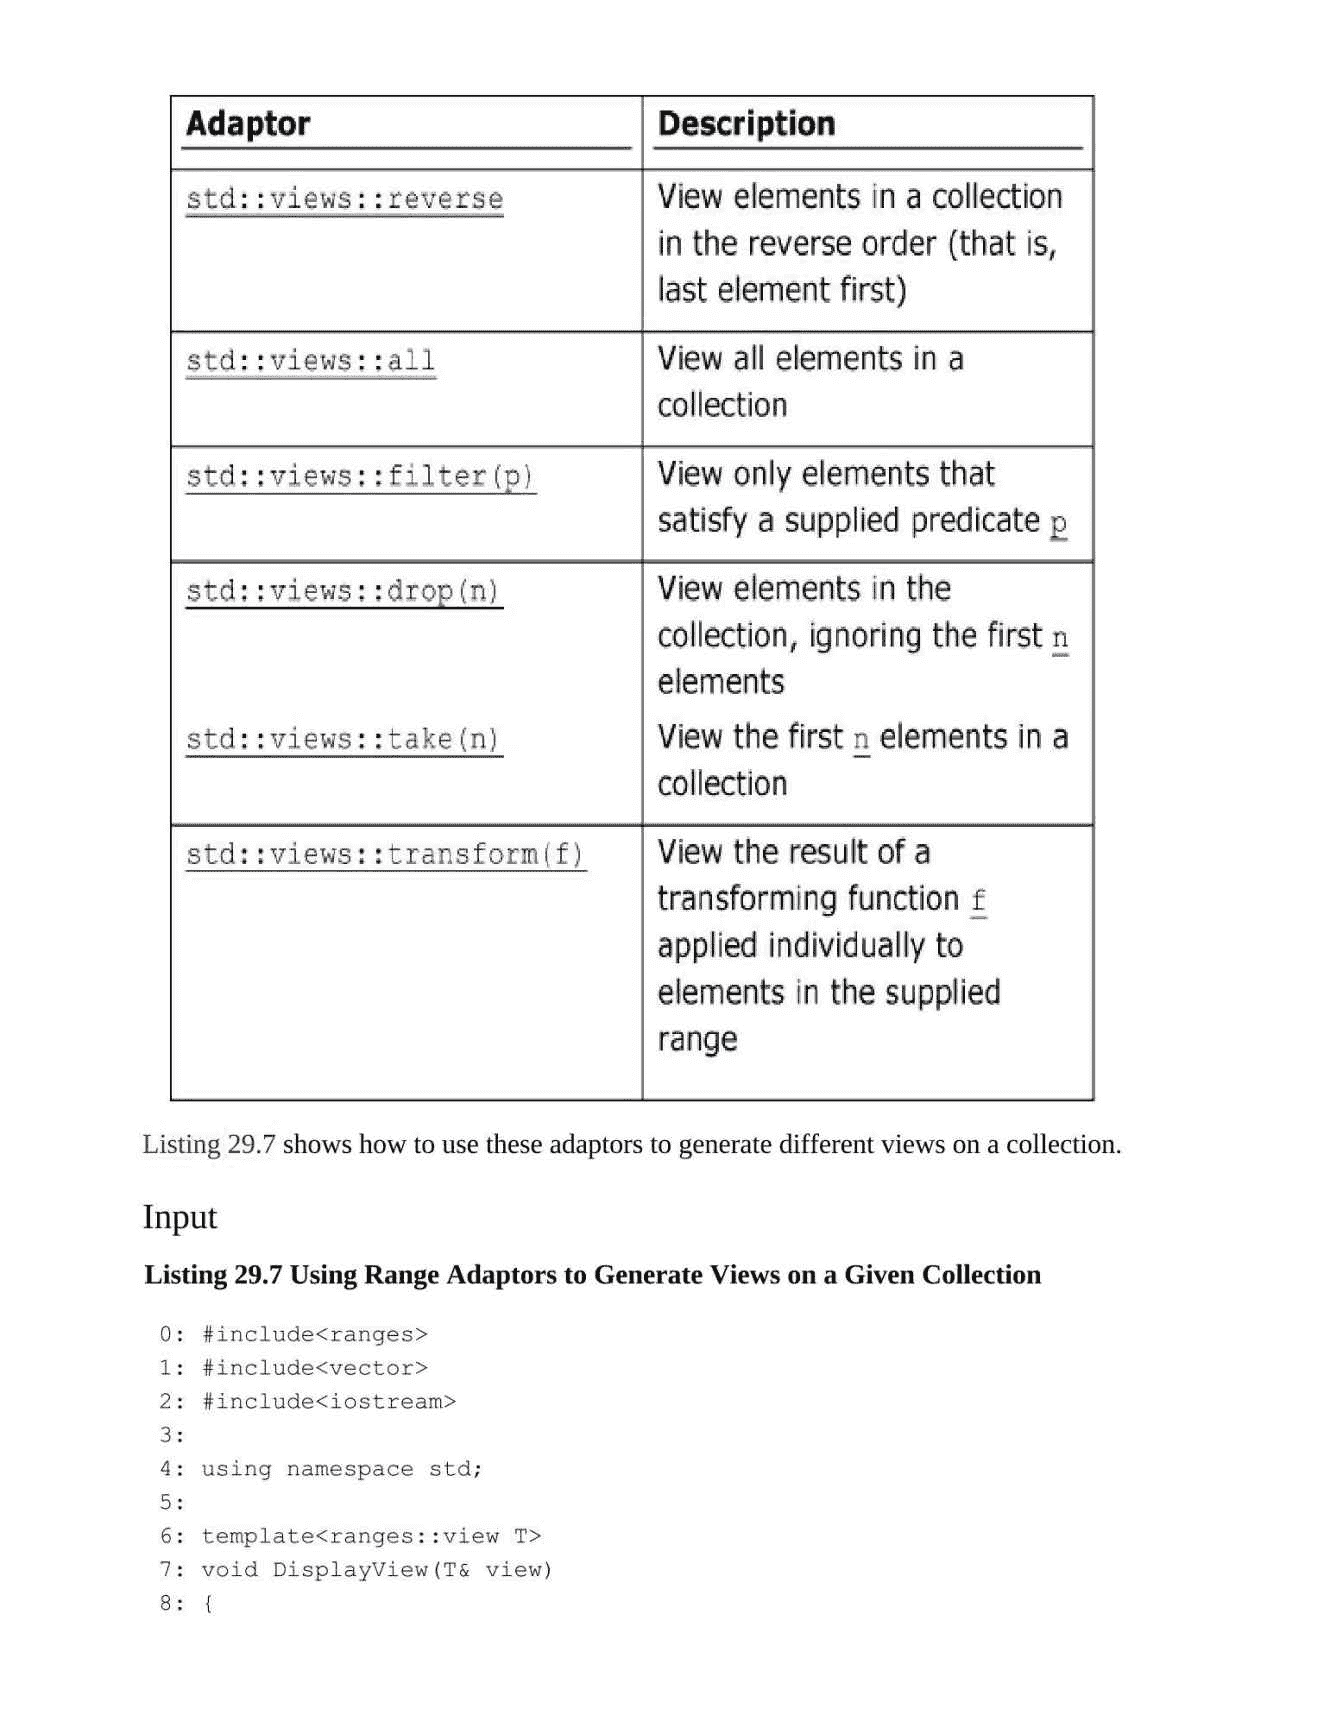 Adaptor Description
std::views::reverse View elements in a collection
in the reverse order (that is,
last element first)
std::views::all View all elements in a
collection
std::views::filter(p) View only elements that
satisfy a supplied predicate p
std::views::drop(n) View elements in the
collection, ignoring the first n
elements
std::views::take(n) View the first n elements in a
collection
std::views::transform(f) View the result of a
transforming function f
applied individually to
elements in the supplied
range
Listing 29.7 shows how to use these adaptors to generate different views on a collection.
Input
Listing 29.7 Using Range Adaptors to Generate Views on a Given Collection
0: #include<ranges>
1: #include<vector>
2: #include<iostream>
3:
4: using namespace std;
5:
6: template<ranges::view T>
7: void DisplayView(T& view)
8: {